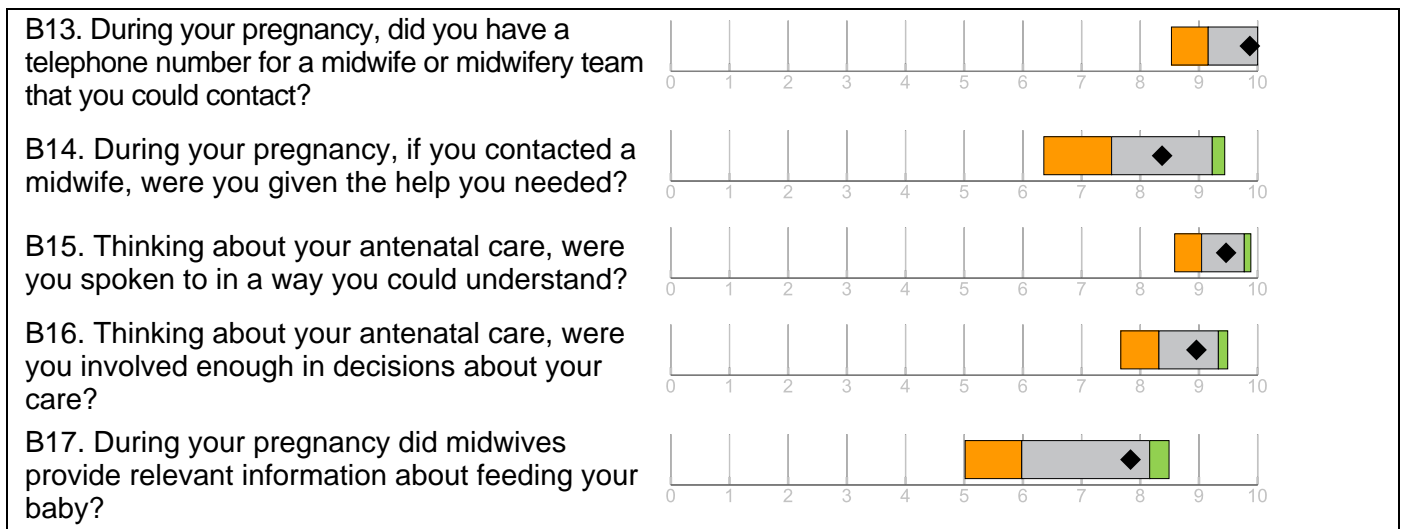 B13. During your pregnancy, did you have a
telephone number for a midwife or midwifery team
that you could contact?
0 1 2 3 4 5 6 7 8 9 10
B14. During your pregnancy, if you contacted a
midwife, were you given the help you needed?
0 1 2 3 4 5 6 7 8 9 10
B15. Thinking about your antenatal care, were
you spoken to in a way you could understand?
0 1 2 3 4 5 6 7 8 9 10
B16. Thinking about your antenatal care, were
you involved enough in decisions about your
care?
0 1 2 3 4 5 6 7 8 9 10
B17. During your pregnancy did midwives
provide relevant information about feeding your
baby?
0 1 2 3 4 5 6 7 8 9 10